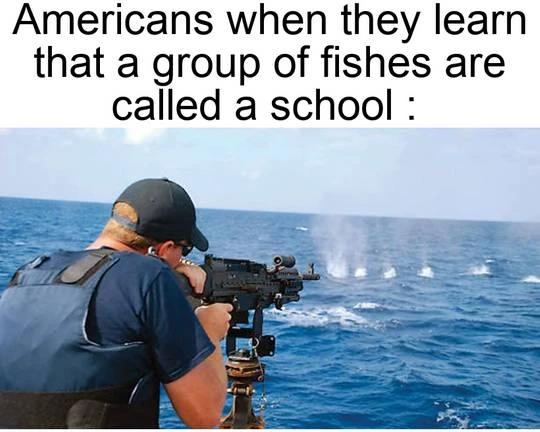 Americans when they learn
that a group of fishes are
called a school :